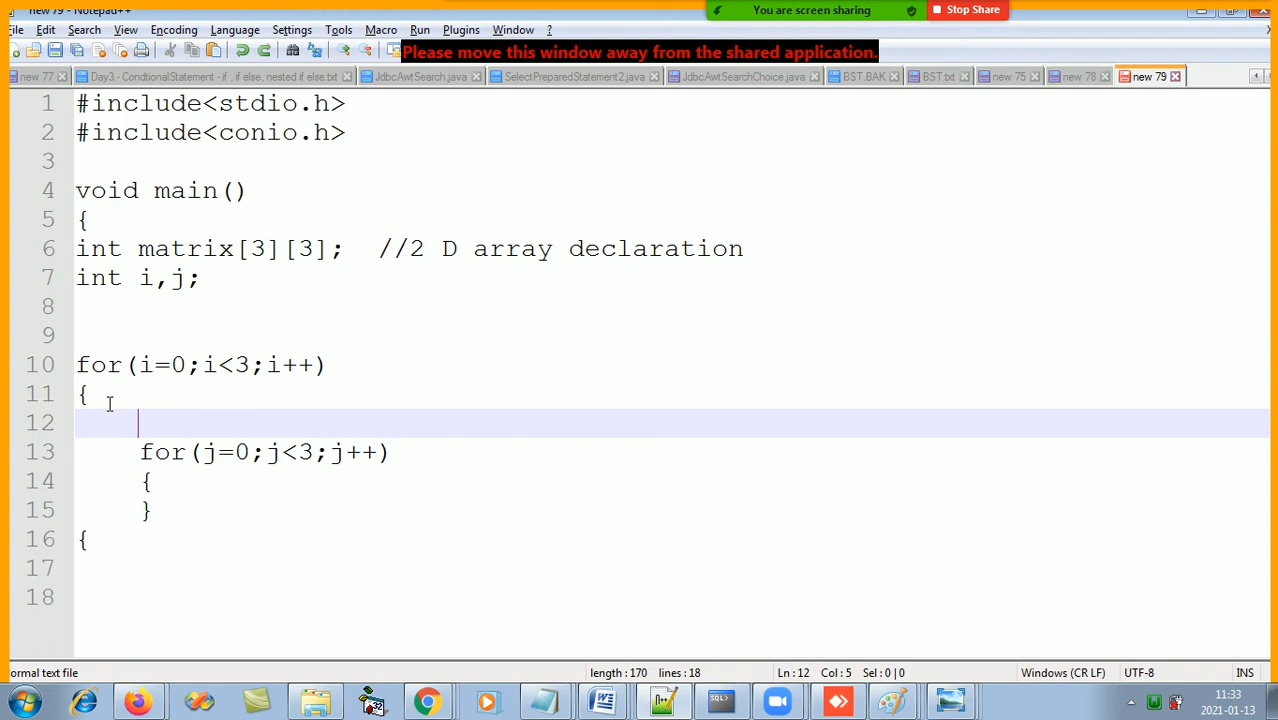 new 79 - Notepad++
You are screen sharing
Stop Share
File Edit Search View Encoding Language Settings Tools Macro Run Plugins Window ?
Please move this window away from the shared application.
new 77 Day3 - CondtionalStatement - if , if else, nested if else.txt JdbcAwtSearch.java SelectPreparedStatement2.java JdbcAwtSearchChoice.java BST.BAK BST.txt new 75 new 78 new 79
1 #include<stdio.h>
2 #include<conio.h>
3
4 void main()
5 {
6 int matrix[3][3]; //2 D array declaration
7 int i,j;
8
9
10 for(i=0;i<3;i++)
11 {
12
13 for(j=0;j<3;j++)
14 {
15 }
16 {
17
18
ormal text file length : 170 lines : 18 Ln : 12 Col : 5 Sel : 0 | 0 Windows (CR LF) UTF-8 INS
SQL>
11:33
2021-01-13